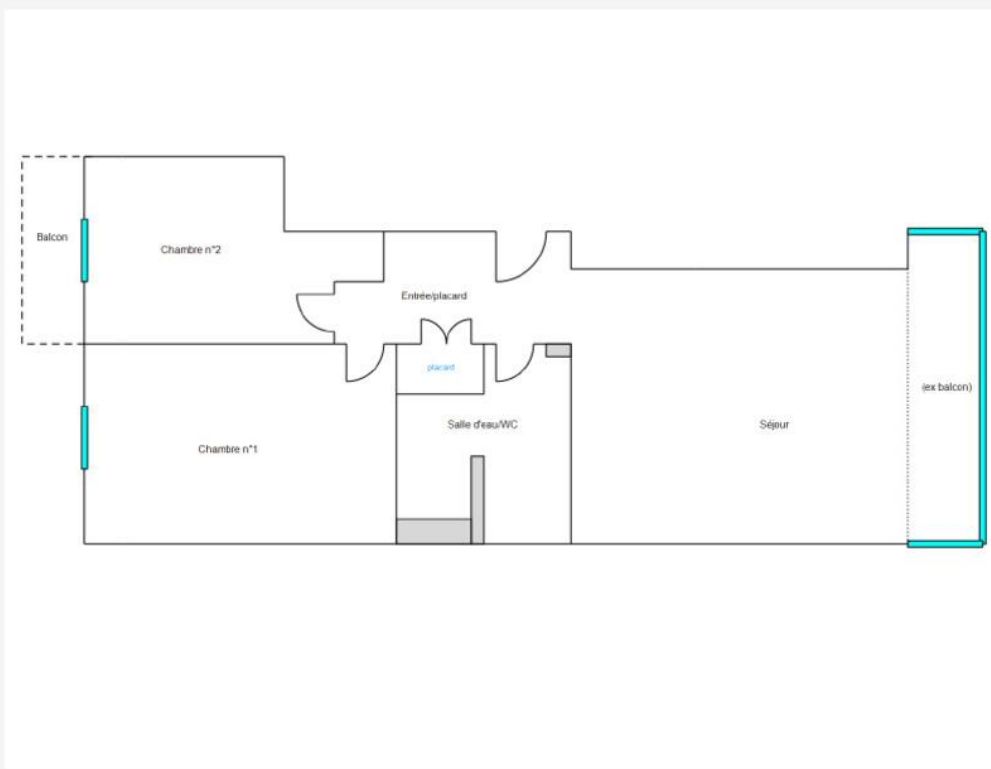 Balcon
Chambre n°2
Entrée/placard
placard
(ex balcon)
Salle d'eau/WC
Séjour
Chambre n°1